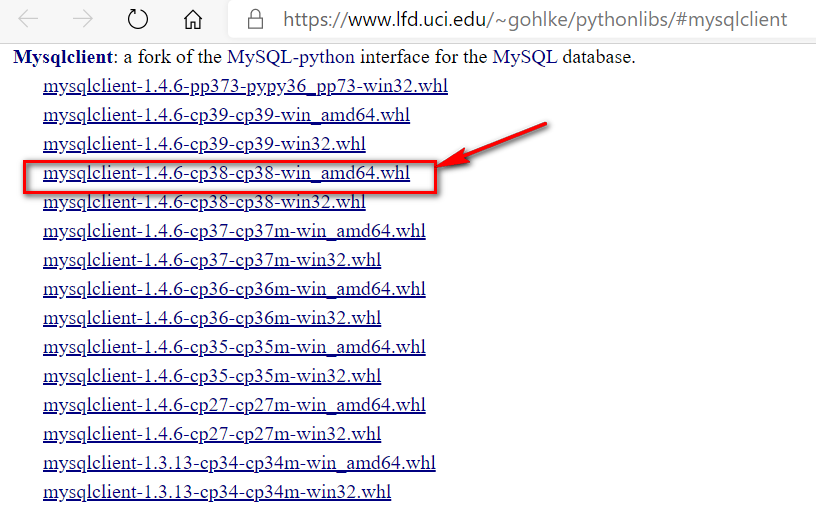 https://www.lfd.uci.edu/~gohlke/pythonlibs/#mysqlclient
Mysqlclient: a fork of the MySQL-python interface for the MySQL database.
mysqlclient-1.4.6-pp373-pypy36_pp73-win32.whl
mysqlclient-1.4.6-cp39-cp39-win_amd64.whl
mysqlclient-1.4.6-cp39-cp39-win32.whl
mysqlclient-1.4.6-cp38-cp38-win_amd64.whl
mysqlclient-1.4.6-cp38-cp38-win32.whl
mysqlclient-1.4.6-cp37-cp37m-win_amd64.whl
mysqlclient-1.4.6-cp37-cp37m-win32.whl
mysqlclient-1.4.6-cp36-cp36m-win_amd64.whl
mysqlclient-1.4.6-cp36-cp36m-win32.whl
mysqlclient-1.4.6-cp35-cp35m-win_amd64.whl
mysqlclient-1.4.6-cp35-cp35m-win32.whl
mysqlclient-1.4.6-cp27-cp27m-win_amd64.whl
mysqlclient-1.4.6-cp27-cp27m-win32.whl
mysqlclient-1.3.13-cp34-cp34m-win_amd64.whl
mysqlclient-1.3.13-cp34-cp34m-win32.whl